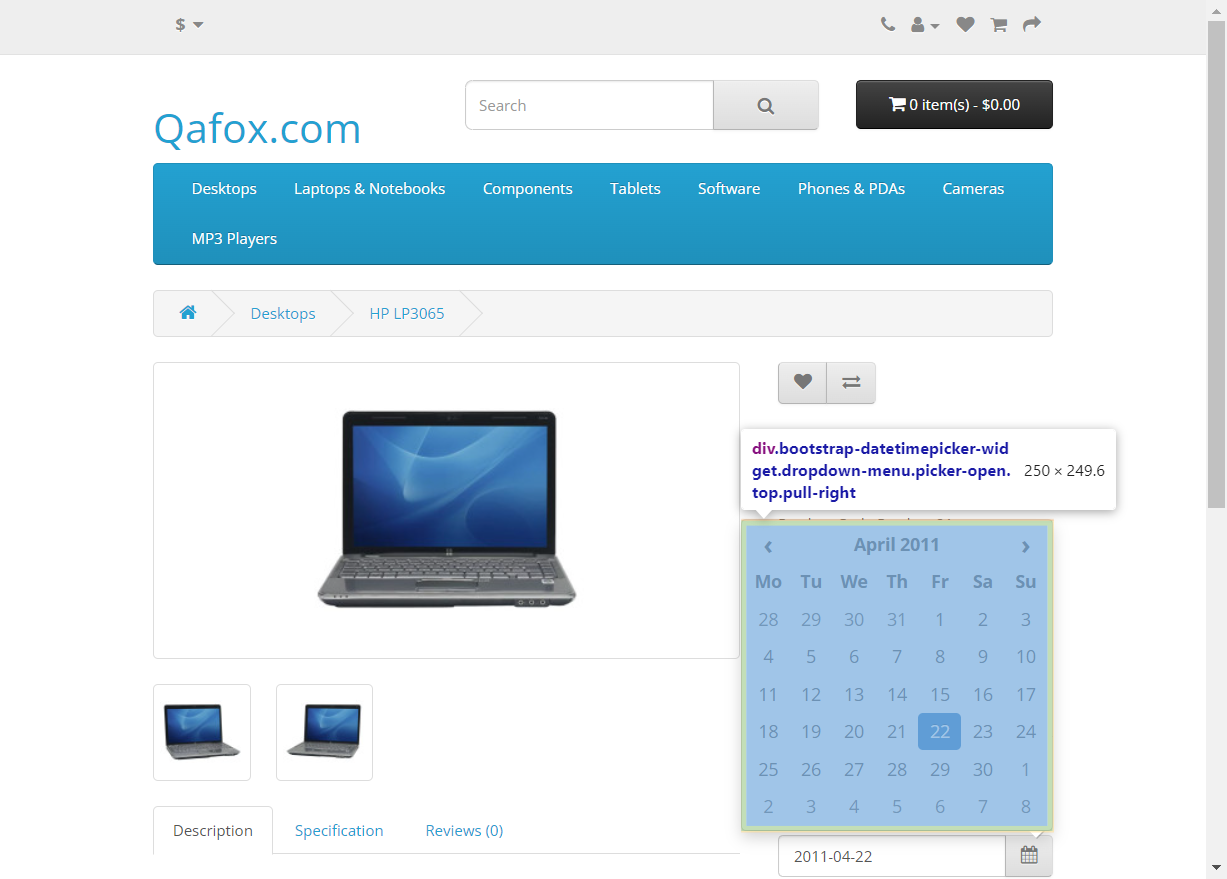 $
Search
0 item(s) - $0.00
Qafox.com
Desktops Laptops & Notebooks Components Tablets Software Phones & PDAs Cameras
MP3 Players
Desktops HP LP3065
div.bootstrap-datetimepicker-wid
get.dropdown-menu.picker-open. 250 × 249.6
top.pull-right
‹ April 2011 ›
Mo Tu We Th Fr Sa Su
28 29 30 31 1 2 3
4 5 6 7 8 9 10
11 12 13 14 15 16 17
18 19 20 21 22 23 24
25 26 27 28 29 30 1
2 3 4 5 6 7 8
Description Specification Reviews (0)
2011-04-22